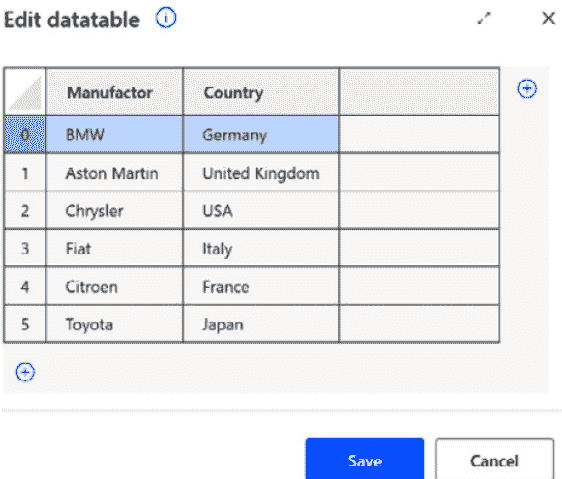 Edit datatable
Manufactor Country
0 BMW Germany
1 Aston Martin United Kingdom
2 Chrysler USA
3 Fiat Italy
4 Citroen France
5 Toyota Japan
Save Cancel